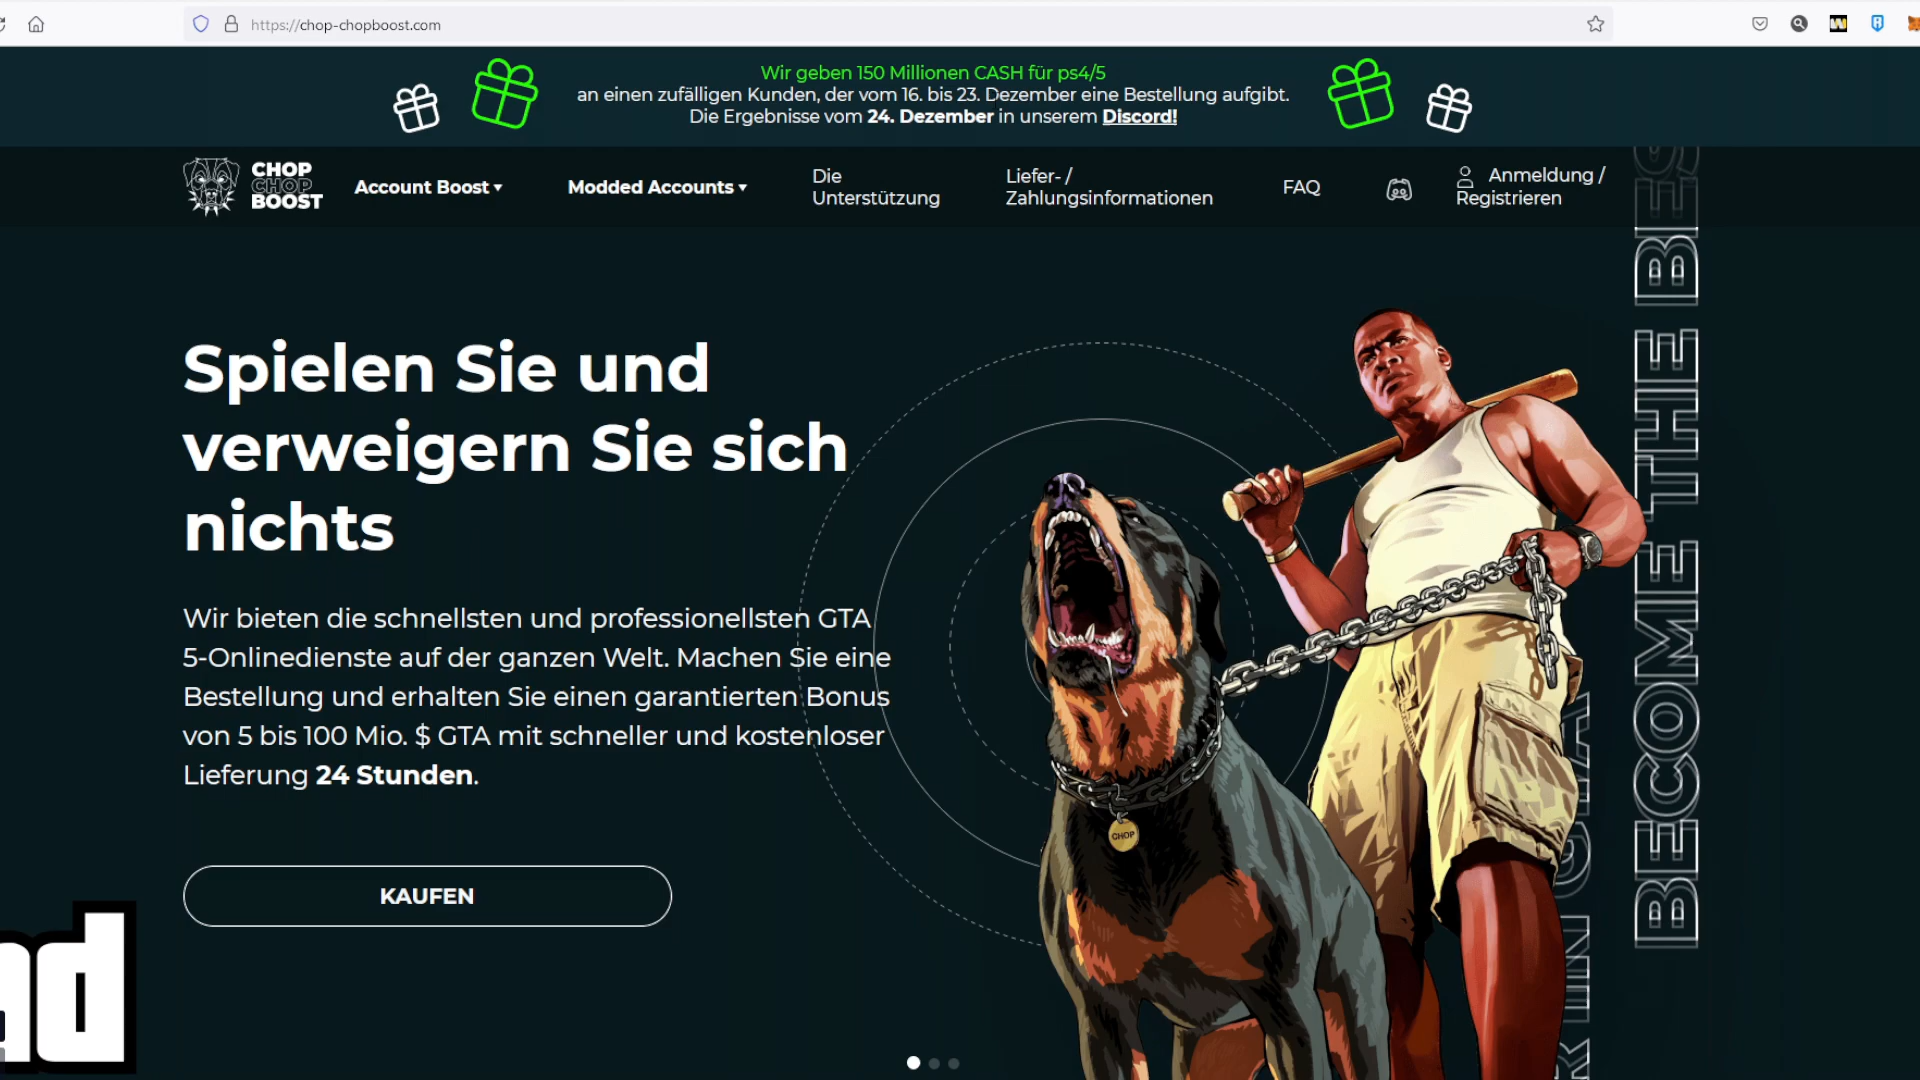 https://chop-chopboost.com
Wir geben 150 Millionen CASH für ps4/5
an einen zufälligen Kunden, der vom 16. bis 23. Dezember eine Bestellung aufgibt.
Die Ergebnisse vom 24. Dezember in unserem Discord!
CHOP
CHOP
BOOST
Account Boost ▾
Modded Accounts ▾
Die
Unterstützung
Liefer- /
Zahlungsinformationen
FAQ
Anmeldung /
Registrieren
Spielen Sie und
verweigern Sie sich
nichts
Wir bieten die schnellsten und professionellsten GTA
5-Onlinedienste auf der ganzen Welt. Machen Sie eine
Bestellung und erhalten Sie einen garantierten Bonus
von 5 bis 100 Mio. $ GTA mit schneller und kostenloser
Lieferung 24 Stunden.
KAUFEN
CHOP
BECOME THE BES
IN GTA